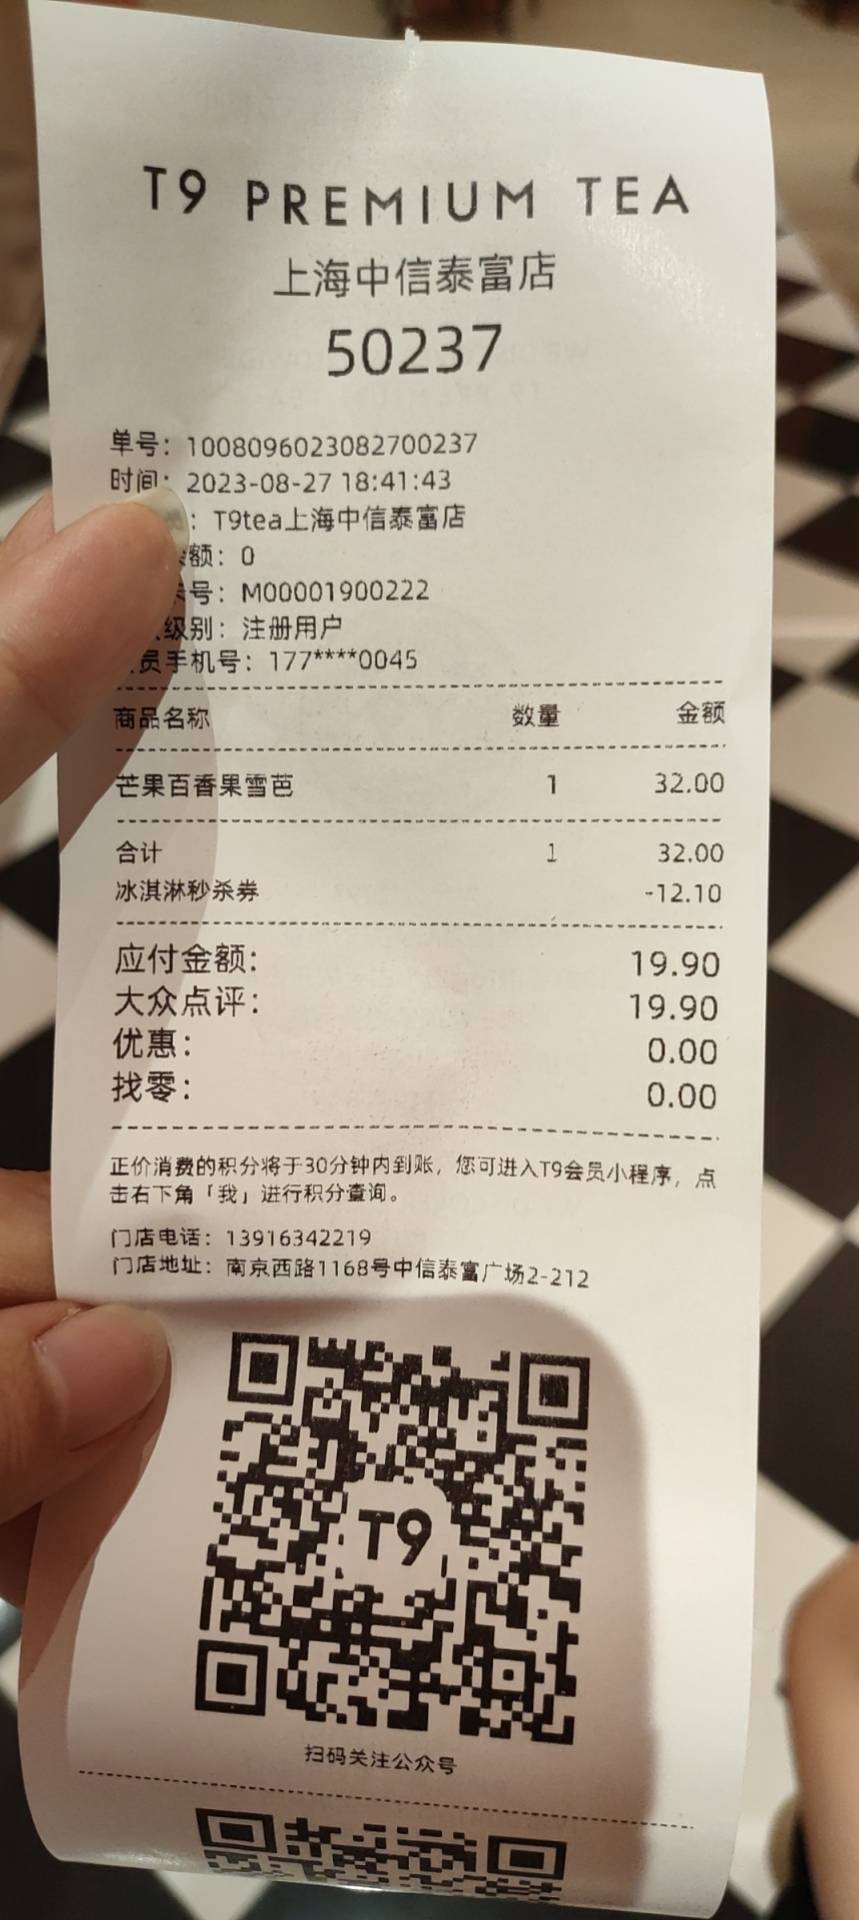 T9 PREMIUM TEA
上海中信泰富店
50237
单号：1008096023082700237
时间：2023-08-27 18:41:43
：T9tea上海中信泰富店
额：0
号：M00001900222
级别：注册用户
员手机号：177****0045
商品名称 数量 金额
芒果百香果雪芭 1 32.00
合计 1 32.00
冰淇淋秒杀券 -12.10
应付金额： 19.90
大众点评： 19.90
优惠： 0.00
找零： 0.00
正价消费的积分将于30分钟内到账，您可进入T9会员小程序，点
击右下角「我」进行积分查询。
门店电话：13916342219
门店地址：南京西路1168号中信泰富广场2-212
T9
扫码关注公众号